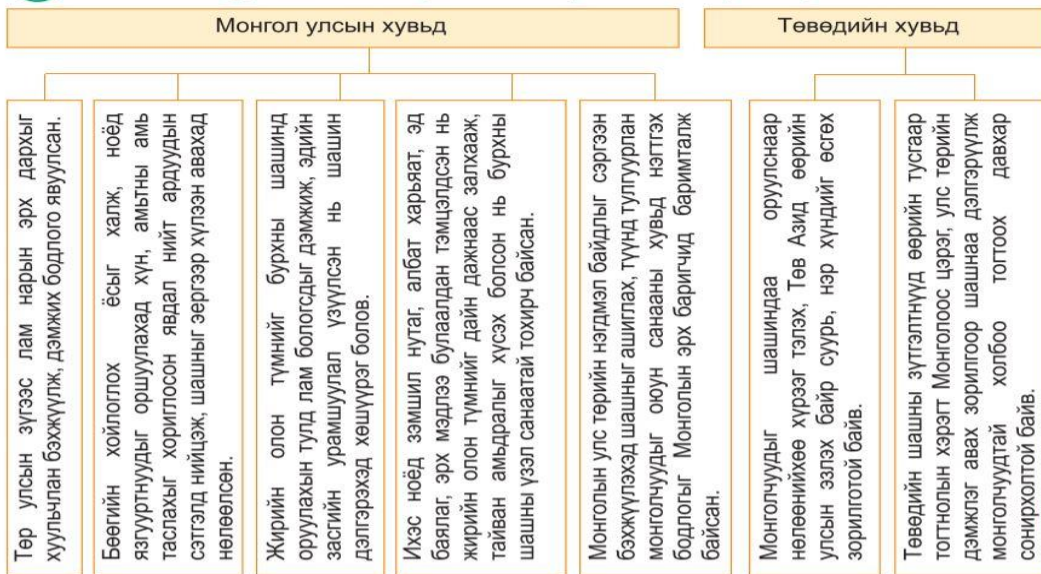 Монгол улсын хувьд
Төвөдийн хувьд
Төр улсын зүгээс лам нарын эрх дархыг
хуульчлан бэхжүүлж, дэмжих бодлого явуулсан.
Бөөгийн хойлоглох ёсыг халж, ноёд
язгууртнуудыг оршуулахад хүн, амьтны амь
таслахыг хориглосон явдал нийт ардуудын
сэтгэлд нийцэж, шашныг эергээр хүлээн авахад
нөлөөлсөн.
Жирийн олон түмнийг бурхны шашинд
оруулахын тулд лам бологсдыг дэмжиж, эдийн
засгийн урамшуулал үзүүлсэн нь шашин
дэлгэрэхэд хөшүүрэг болов.
Ихэс ноёд зэмшил нутаг, албат харьяат, эд
баялаг, эрх мэдлээ булаалдан тэмцэлдсэн нь
жирийн олон түмнийг дайн дажнаас залхааж,
тайван амьдралыг хүсэх болсон нь бурхны
шашны үзэл санаатай тохирч байсан.
Монголын улс төрийн нэгдмэл байдлыг сэргээн
бэхжүүлэхэд шашныг ашиглах, түүнд тулгуурлан
монголчуудыг оюун санааны хувьд нэгтгэх
бодлогыг Монголын эрх баригчид баримталж
байсан.
Монголчуудыг шашиндаа оруулснаар
нөлөөнийхөө хүрээг тэлэх, Төв Азид өөрийн
улсын эзлэх байр суурь, нэр хүндийг өсгөх
зорилготой байв.
Төвөдийн шашны зүтгэлтнүүд өөрийн тусгаар
тогтнолын хэрэгт Монголоос цэрэг, улс төрийн
дэмжлэг авах зорилгоор шашнаа дэлгэрүүлж
монголчуудтай холбоо тогтоох давхар
сонирхолтой байв.